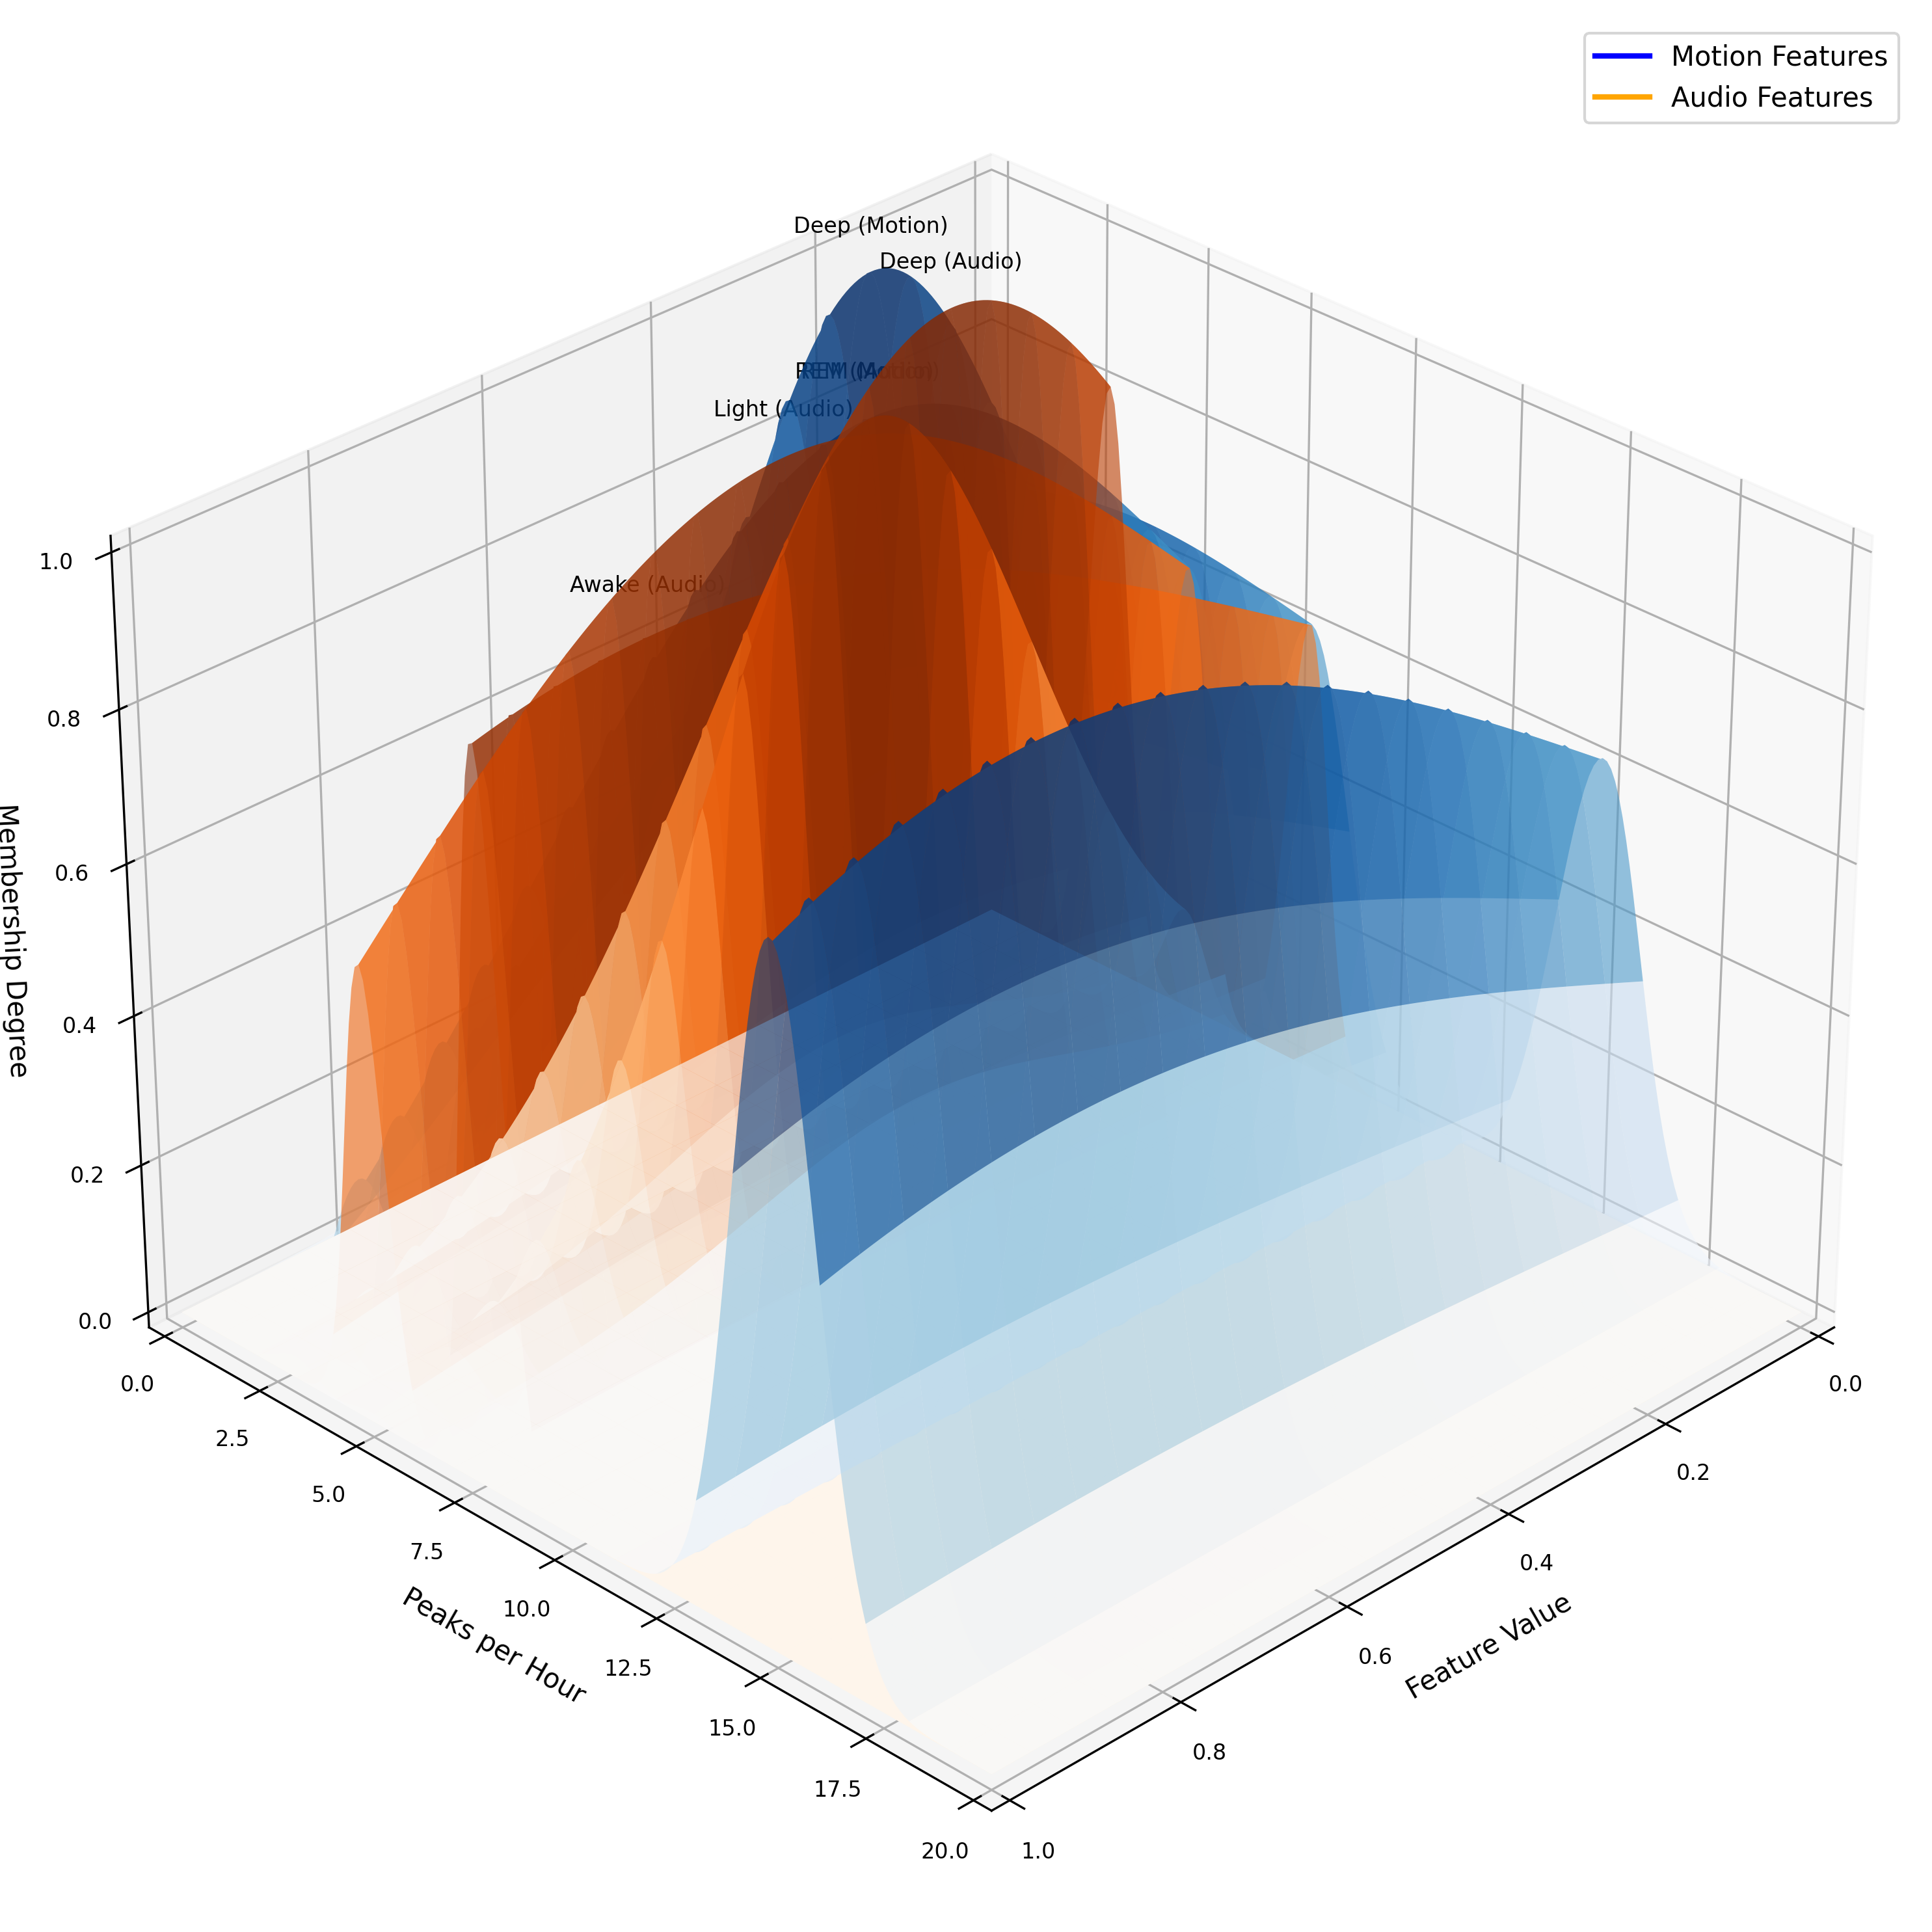 Motion Features
Audio Features
Deep (Motion)
Deep (Audio)
Light (Audio)
Awake (Audio)
1.0
0.8
0.6
0.4
0.2
0.0
Membership Degree
0.0
2.5
5.0
7.5
10.0
12.5
15.0
17.5
20.0
Peaks per Hour
0.0
0.2
0.4
0.6
0.8
1.0
Feature Value